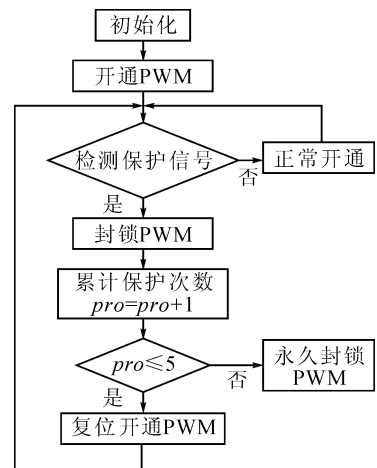 初始化
开通PWM
检测保护信号
否
正常开通
是
封锁PWM
累计保护次数
pro=pro+1
pro≤5
否
永久封锁
PWM
是
复位开通PWM